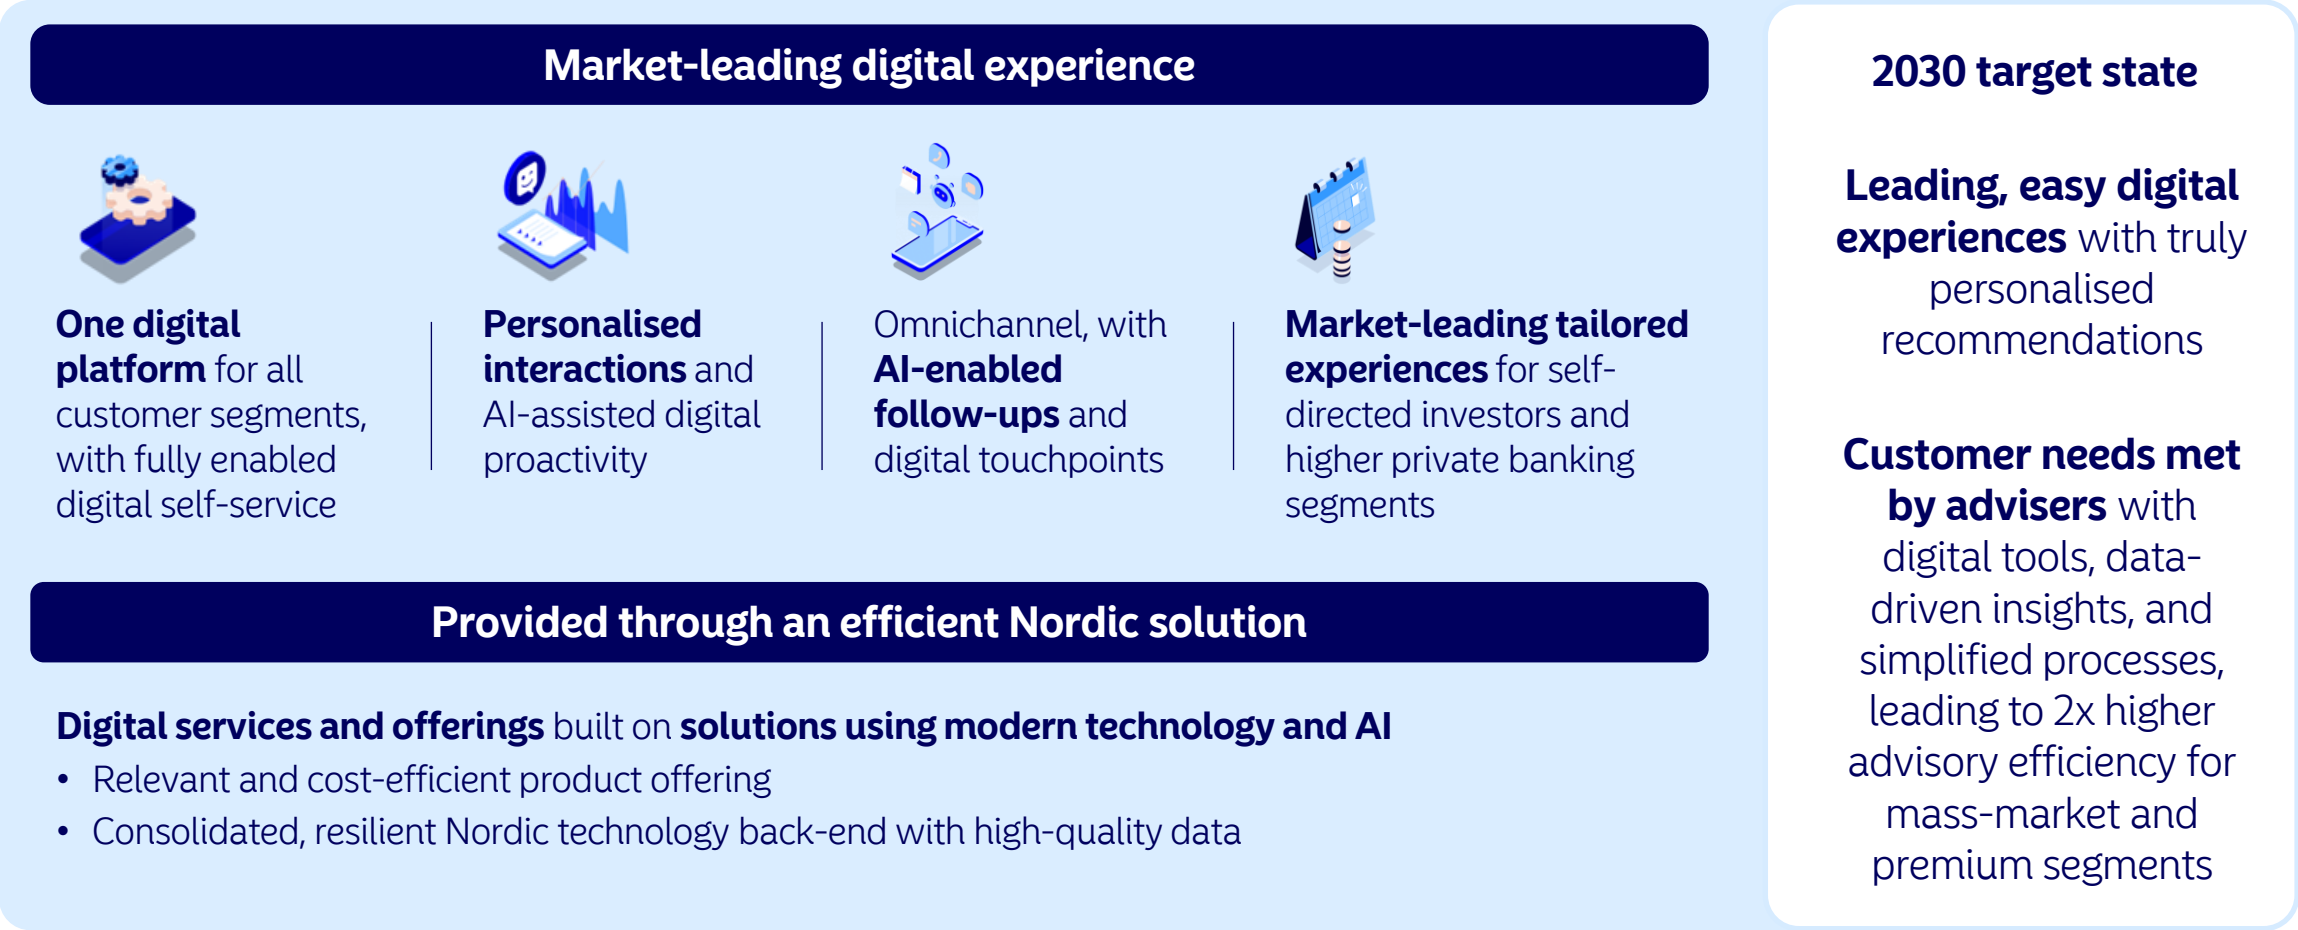 Market-leading digital experience
One digital
platform for all
customer segments,
with fully enabled
digital self-service
Personalised
interactions and
AI-assisted digital
proactivity
Omnichannel, with
AI-enabled
follow-ups and
digital touchpoints
Market-leading tailored
experiences for self-
directed investors and
higher private banking
segments
Provided through an efficient Nordic solution
Digital services and offerings built on solutions using modern technology and AI
• Relevant and cost-efficient product offering
• Consolidated, resilient Nordic technology back-end with high-quality data
2030 target state
Leading, easy digital
experiences with truly
personalised
recommendations
Customer needs met
by advisers with
digital tools, data-
driven insights, and
simplified processes,
leading to 2x higher
advisory efficiency for
mass-market and
premium segments